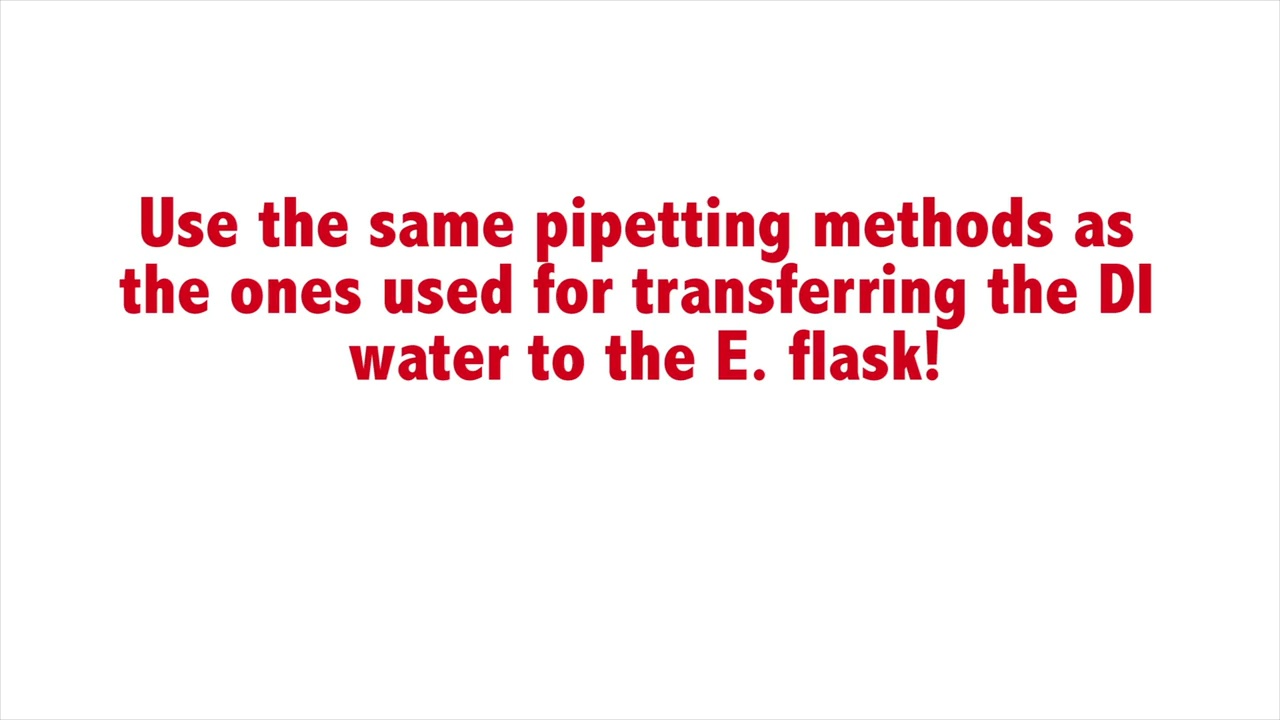 Use the same pipetting methods as
the ones used for transferring the DI
water to the E. flask!